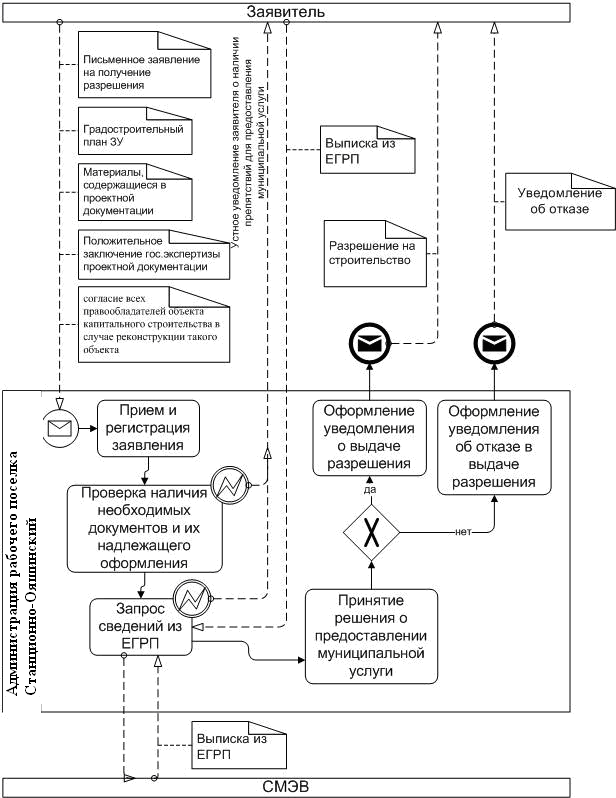 Заявитель
Письменное заявление
на получение
разрешения
Градостроительный
план ЗУ
Материалы,
содержащиеся в
проектной
документации
Положительное
заключение гос.экспертизы
проектной документации
согласие всех
правообладателей объекта
капитального строительства в
случае реконструкции такого
объекта
Устное уведомление заявителя о наличии
препятствий для предоставления
муниципальной услуги
Выписка из
ЕГРП
Разрешение на
строительство
Уведомление
об отказе
Администрация рабочего поселка
Станционно-Ояшинский
Прием и
регистрация
заявления
Проверка наличия
необходимых
документов и их
надлежащего
оформления
Запрос
сведений из
ЕГРП
Оформление
уведомления
о выдаче
разрешения
Оформление
уведомления
об отказе в
выдаче
разрешения
да
нет
Принятие
решения о
предоставлении
муниципальной
услуги
Выписка из
ЕГРП
СМЭВ